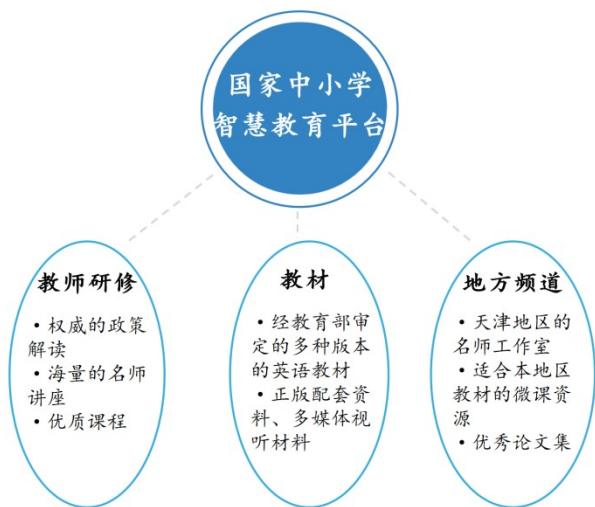 国家中小学
智慧教育平台
教师研修
• 权威的政策
解读
• 海量的名师
讲座
• 优质课程
教材
• 经教育部审
定的多种版本
的英语教材
• 正版配套资
料、多媒体视
听材料
地方频道
• 天津地区的
名师工作室
• 适合本地区
教材的微课资
源
• 优秀论文集